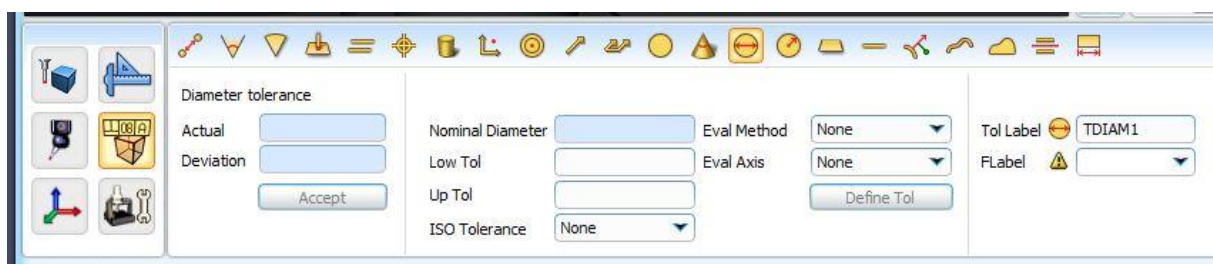 Diameter tolerance
Actual
Nominal Diameter
Eval Method
None
Tol Label
TDIAM1
Deviation
Low Tol
Eval Axis
None
FLabel
Accept
Up Tol
Define Tol
ISO Tolerance
None